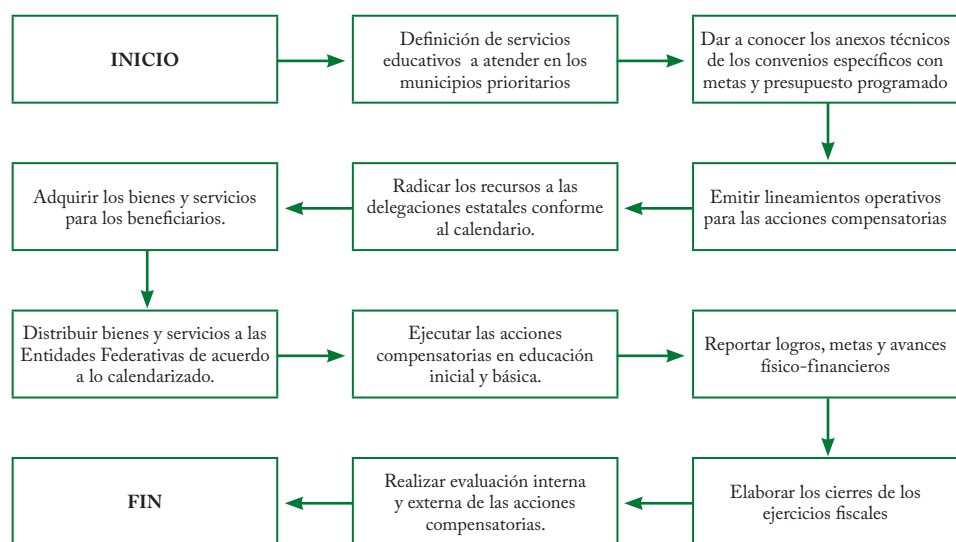 INICIO
Definición de servicios
educativos a atender en los
municipios prioritarios
Dar a conocer los anexos técnicos
de los convenios específicos con
metas y presupuesto programado
Emitir lineamientos operativos
para las acciones compensatorias
Radicar los recursos a las
delegaciones estatales conforme
al calendario.
Adquirir los bienes y servicios
para los beneficiarios.
Distribuir bienes y servicios a las
Entidades Federativas de acuerdo
a lo calendarizado.
Ejecutar las acciones
compensatorias en educación
inicial y básica.
Reportar logros, metas y avances
físico-financieros
Elaborar los cierres de los
ejercicios fiscales
Realizar evaluación interna
y externa de las acciones
compensatorias.
FIN